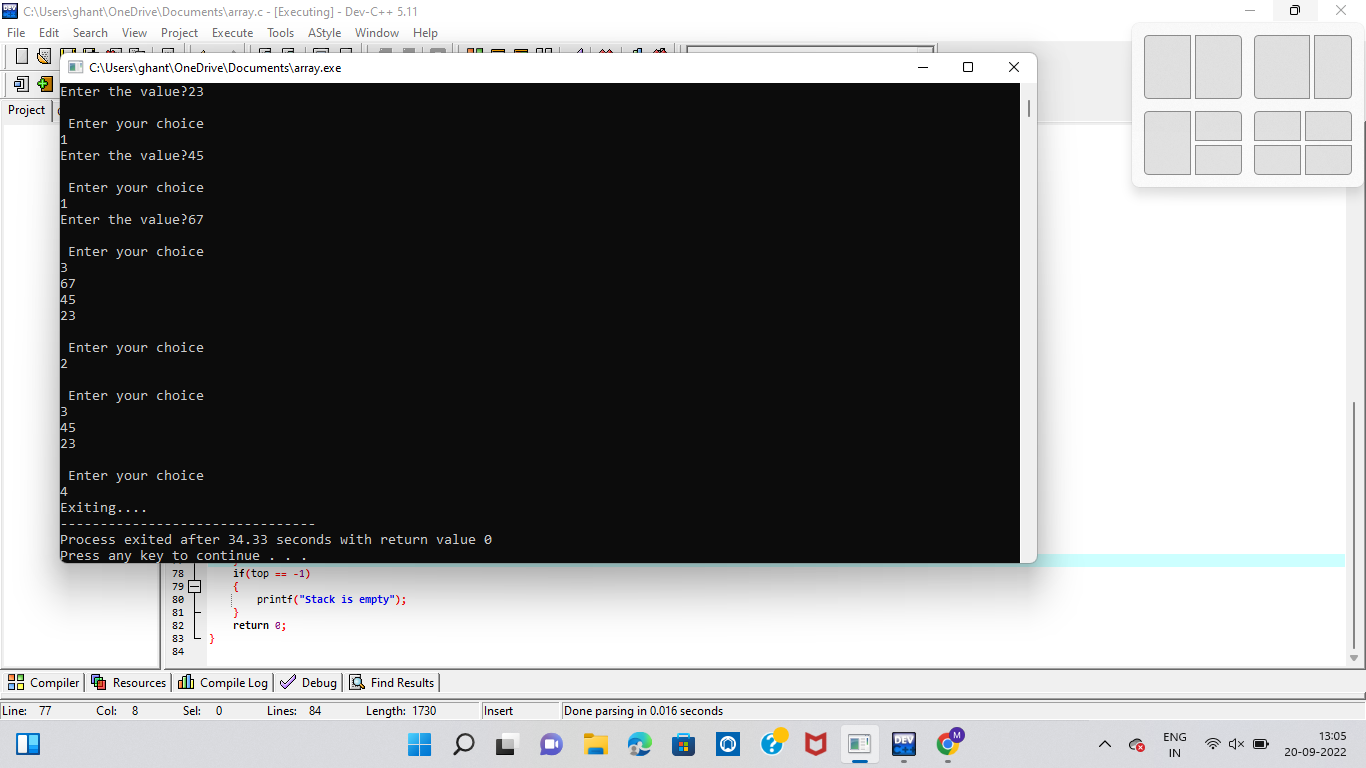 C:\Users\ghant\OneDrive\Documents\array.c - [Executing] - Dev-C++ 5.11
File Edit Search View Project Execute Tools AStyle Window Help
C:\Users\ghant\OneDrive\Documents\array.exe
Project
Enter the value?23
Enter your choice
1
Enter the value?45
Enter your choice
1
Enter the value?67
Enter your choice
3
67
45
23
Enter your choice
2
Enter your choice
3
45
23
Enter your choice
4
Exiting....
--------------------------------
Process exited after 34.33 seconds with return value 0
Press any key to continue . . .
78 if(top == -1)
79 {
80 printf("Stack is empty");
81 }
82 return 0;
83 }
84
Compiler Resources Compile Log Debug Find Results
Line: 77 Col: 8 Sel: 0 Lines: 84 Length: 1730 Insert Done parsing in 0.016 seconds
DEV
M
ENG
IN
13:05
20-09-2022